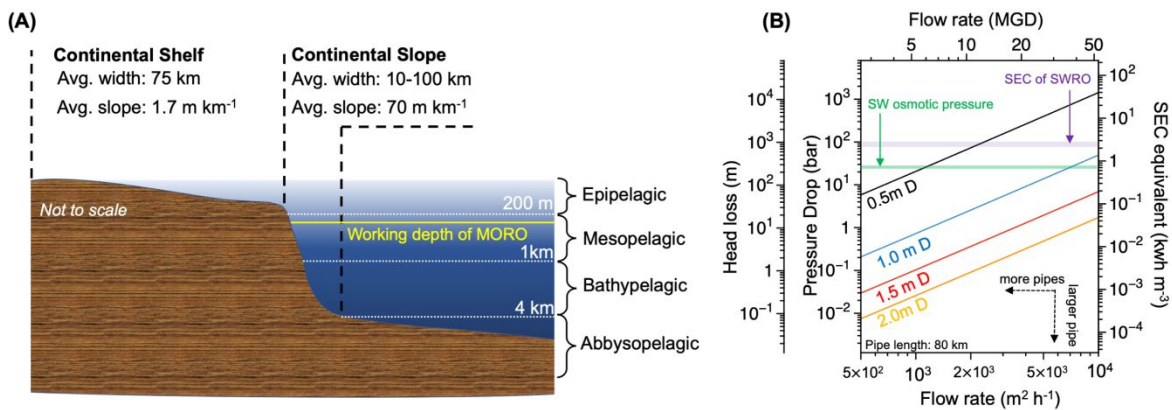 (A)
Continental Shelf
Avg. width: 75 km
Avg. slope: 1.7 m km⁻¹
Continental Slope
Avg. width: 10-100 km
Avg. slope: 70 m km⁻¹
Not to scale
200 m
Working depth of MORO
1km
4 km
Epipelagic
Mesopelagic
Bathypelagic
Abbysopelagic
(B)
Flow rate (MGD)
5 10 20 30 50
SEC of SWRO
SW osmotic pressure
0.5m D
1.0 m D
1.5 m D
2.0m D
more pipes
larger pipe
Pipe length: 80 km
Head loss (m)
10⁴
10³
10²
10
1
10⁻¹
Pressure Drop (bar)
10³
10²
10
1
10⁻¹
10⁻²
SEC equivalent (kwh m⁻³)
10²
10
1
10⁻¹
10⁻²
10⁻³
10⁻⁴
5×10² 10³ 2×10³ 5×10³ 10⁴
Flow rate (m² h⁻¹)